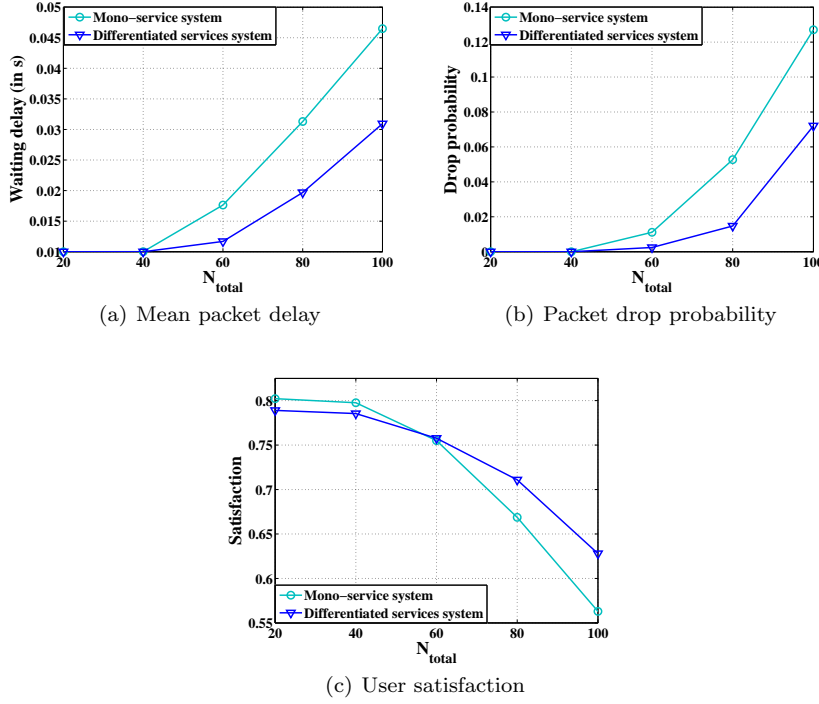 0.05
0.045
0.04
0.035
0.03
0.025
0.02
0.015
0.01
Waiting delay (in s)
Mono−service system
Differentiated services system
20 40 60 80 100
N_total
(a) Mean packet delay
0.14
0.12
0.1
0.08
0.06
0.04
0.02
0
Drop probability
Mono−service system
Differentiated services system
20 40 60 80 100
N_total
(b) Packet drop probability
0.8
0.75
0.7
0.65
0.6
0.55
Satisfaction
Mono−service system
Differentiated services system
20 40 60 80 100
N_total
(c) User satisfaction